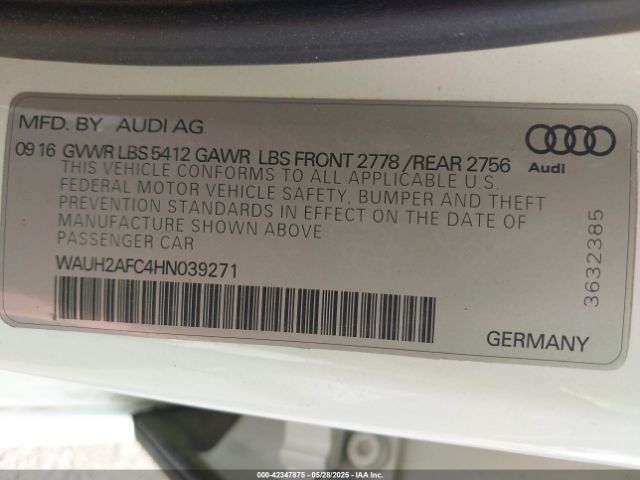 MFD. BY AUDI AG
09 16 GVWR LBS 5412 GAWR LBS FRONT 2778 /REAR 2756
THIS VEHICLE CONFORMS TO ALL APPLICABLE U.S.
FEDERAL MOTOR VEHICLE SAFETY, BUMPER AND THEFT
PREVENTION STANDARDS IN EFFECT ON THE DATE OF
MANUFACTURE SHOWN ABOVE
PASSENGER CAR
WAUH2AFC4HN039271
Audi
3632385
GERMANY
000-42347875 - 05/28/2025 - IAA Inc.